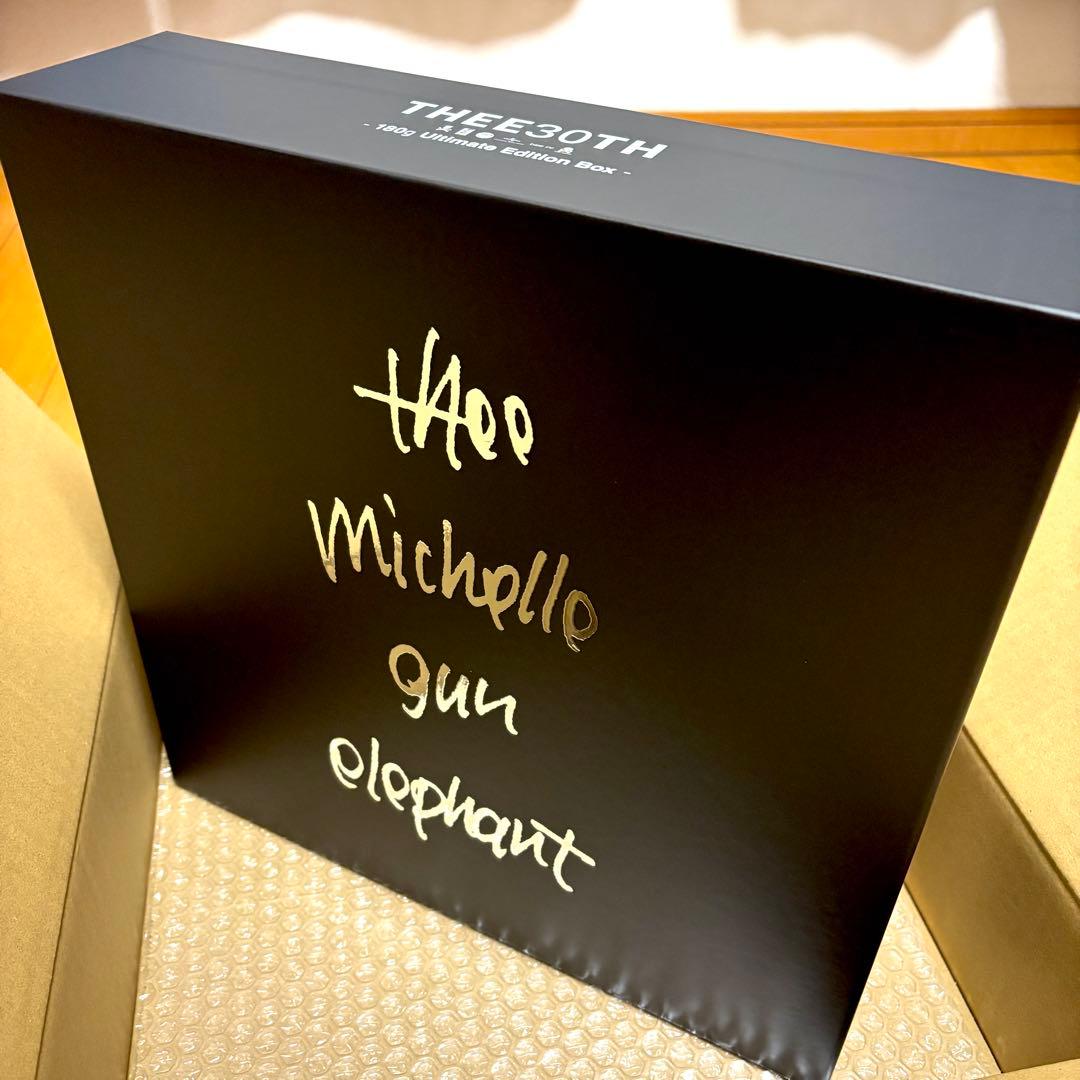 THEE30TH
- 180g Ultimate Edition Box -
thee
michelle
gun
elephant